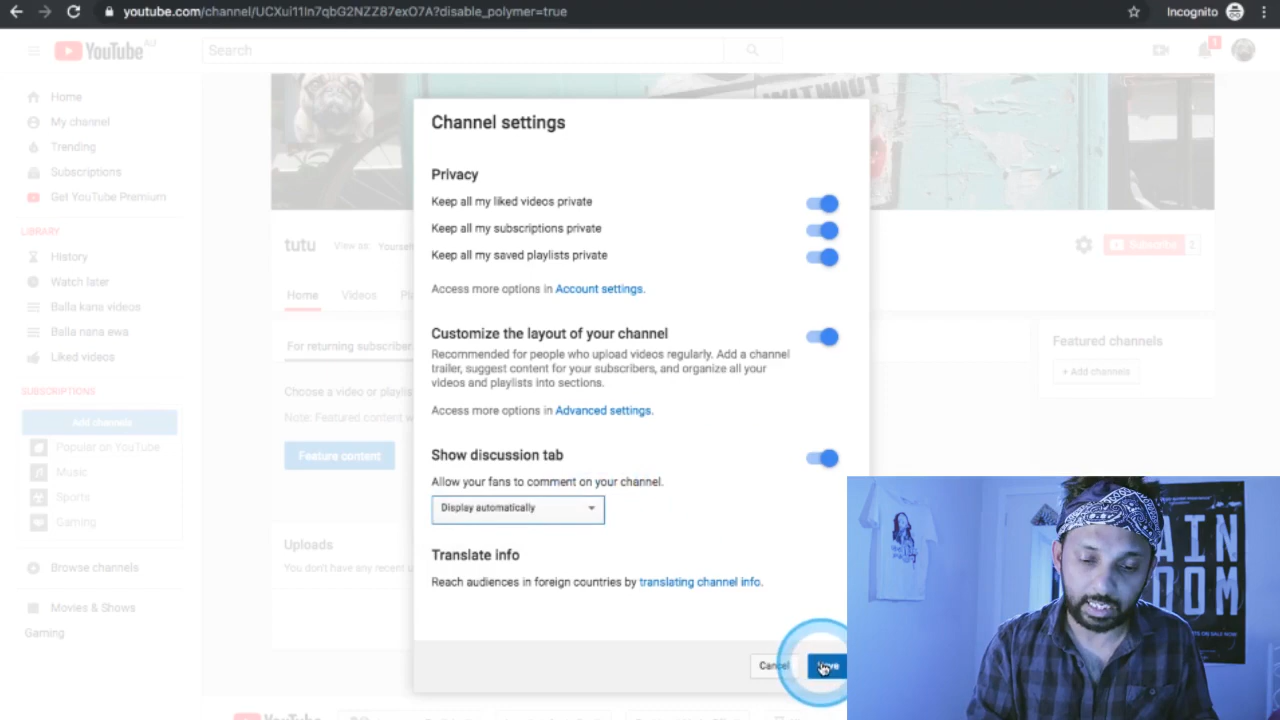 youtube.com/channel/UCXui11In7qbG2NZZ87exO7A?disable_polymer=true
Incognito
YouTube AU
Search
1
Home
My channel
Trending
Subscriptions
Get YouTube Premium
LIBRARY
History
Watch later
Balla kane videos
Balla nana ewa
Liked videos
SUBSCRIPTIONS
Add channels
Popular on YouTube
Music
Sports
Gaming
Browse channels
Movies & Shows
Gaming
tutu
View as: Yourself
Subscribe 2
Home
Videos
For returning subscriber
Choose a video or playlis
Note: Featured content w
Feature content
Uploads
You don't have any recent u
Featured channels
+ Add channels
Channel settings
Privacy
Keep all my liked videos private
Keep all my subscriptions private
Keep all my saved playlists private
Access more options in Account settings.
Customize the layout of your channel
Recommended for people who upload videos regularly. Add a channel
trailer, suggest content for your subscribers, and organize all your
videos and playlists into sections.
Access more options in Advanced settings.
Show discussion tab
Allow your fans to comment on your channel.
Display automatically
Translate info
Reach audiences in foreign countries by translating channel info.
Cancel
Save
YouTube